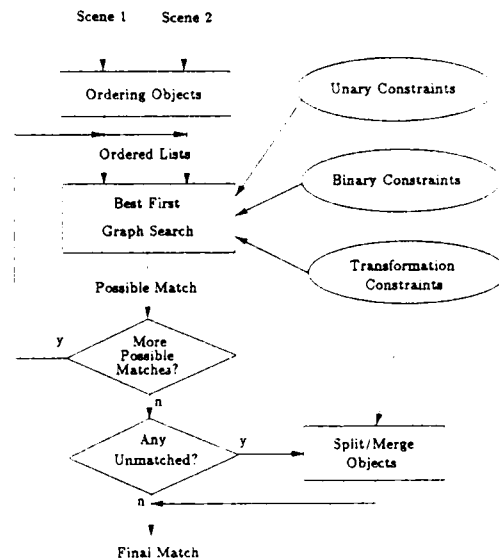 Scene 1 Scene 2
Ordering Objects
Unary Constraints
Ordered Lists
Best First
Graph Search
Binary Constraints
Transformation
Constraints
Possible Match
y
More
Possible
Matches?
n
Any
Unmatched?
y
Split/Merge
Objects
n
Final Match